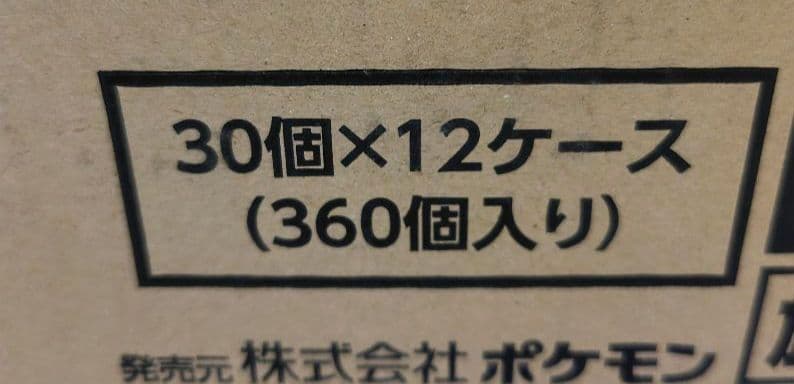 30個×12ケース
(360個入り)
発売元 株式会社 ポケモン